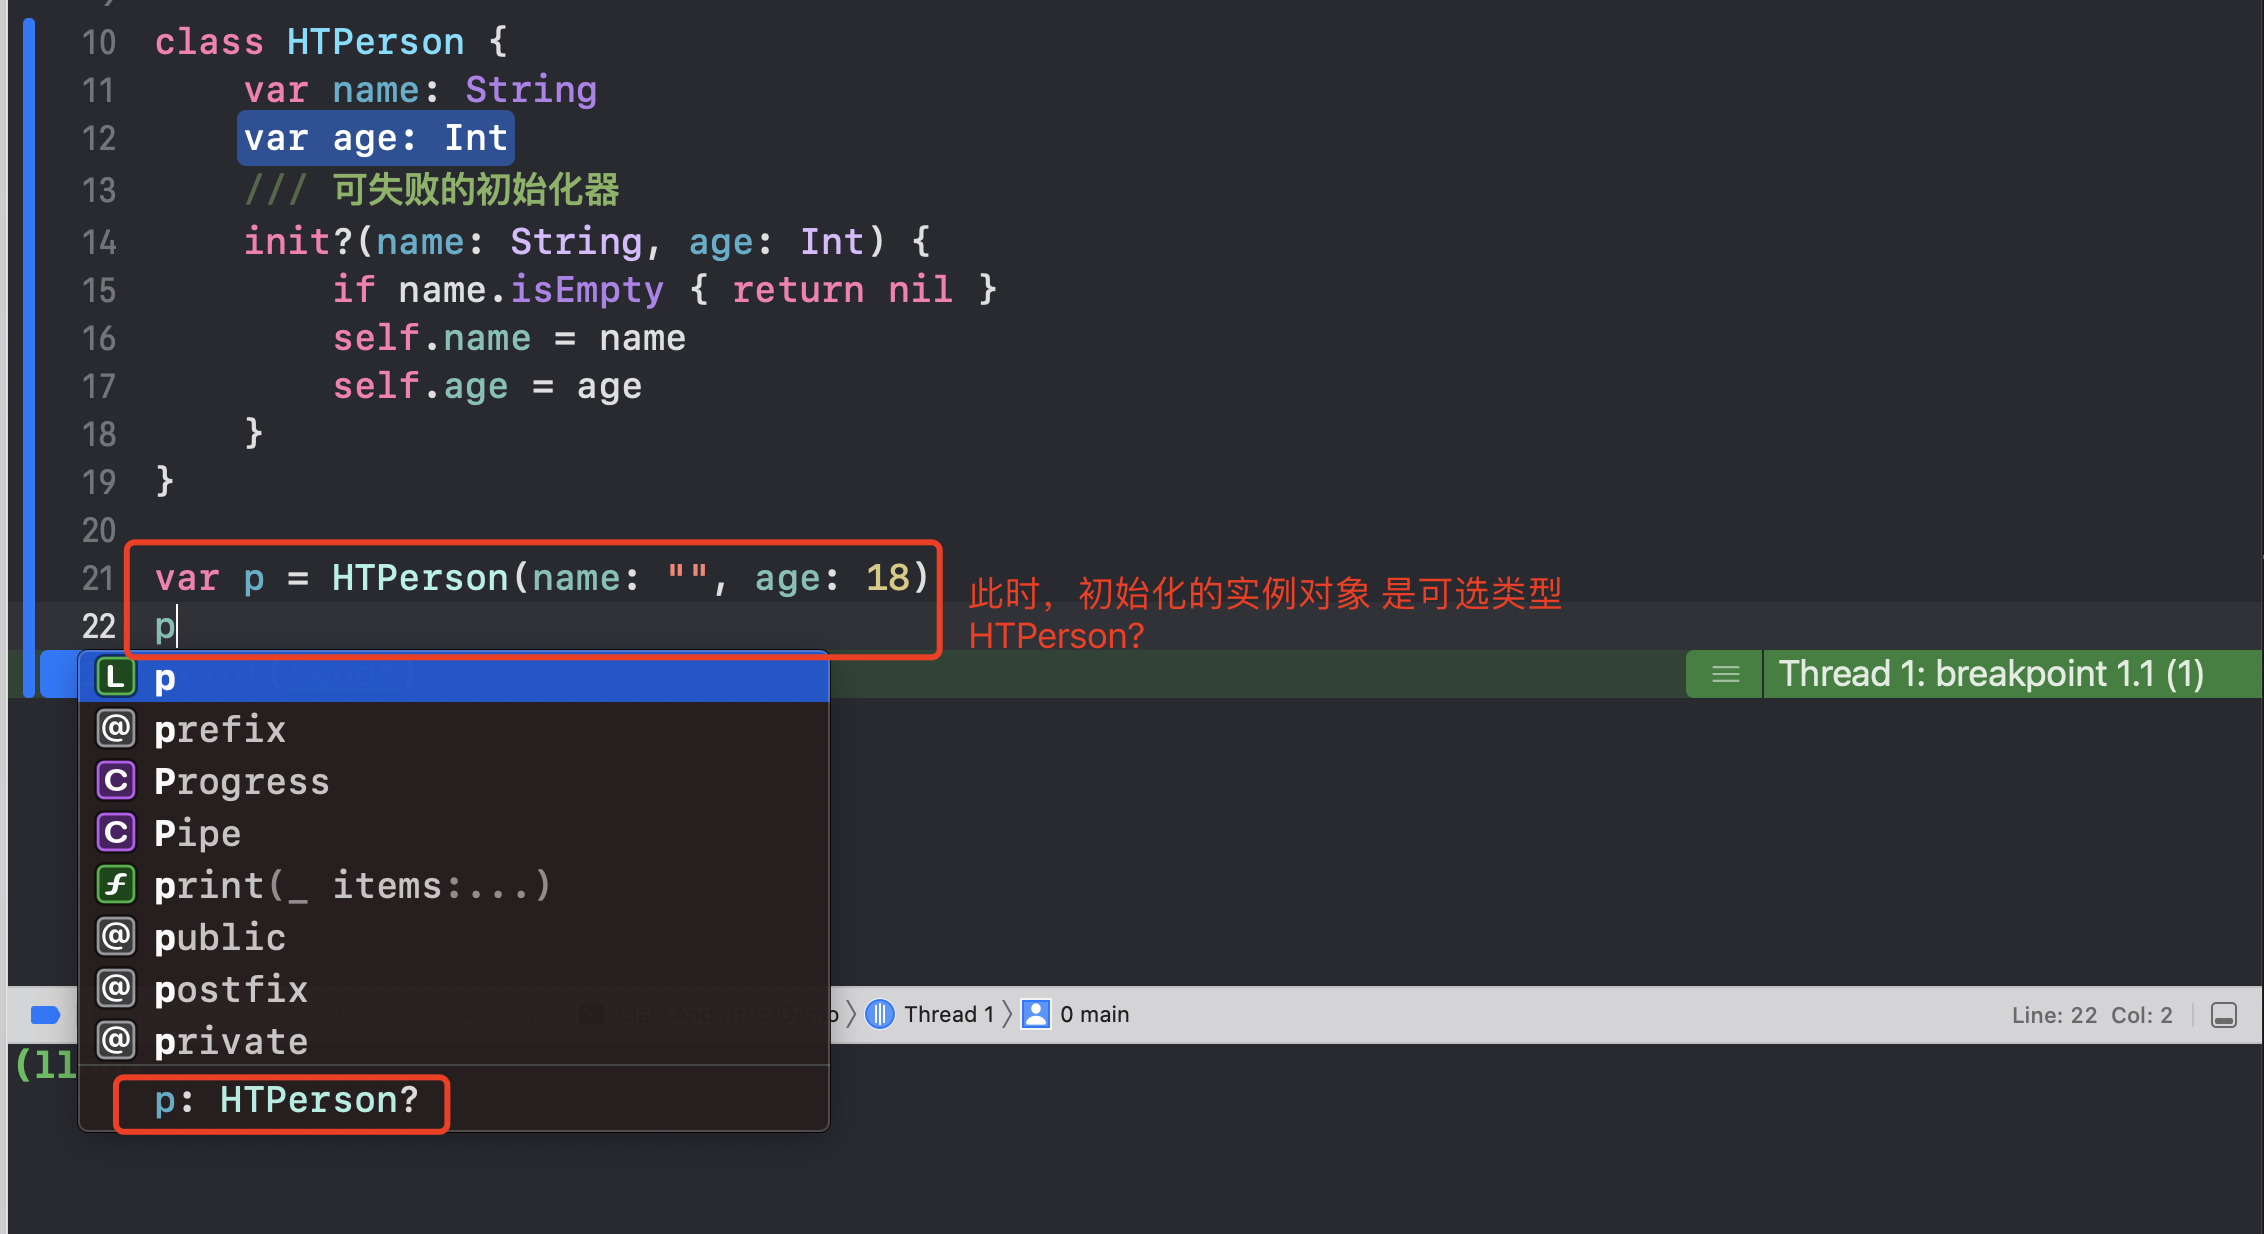 10 class HTPerson {
11 var name: String
12 var age: Int
13 /// 可失败的初始化器
14 init?(name: String, age: Int) {
15 if name.isEmpty { return nil }
16 self.name = name
17 self.age = age
18 }
19 }
20
21 var p = HTPerson(name: "", age: 18)
此时，初始化的实例对象 是可选类型
HTPerson?
22 p
Thread 1: breakpoint 1.1 (1)
L p
@ prefix
C Progress
C Pipe
f print(_ items:...)
@ public
@ postfix
@ private
ClassAndStructDemo 〉 Thread 1 〉 0 main
Line: 22 Col: 2
(ll
p: HTPerson?